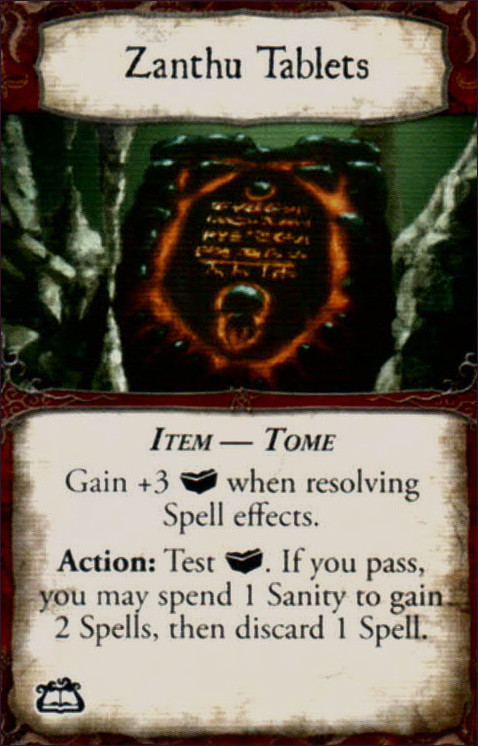 Zanthu Tablets
ITEM — TOME
Gain +3 when resolving
Spell effects.
Action: Test . If you pass,
you may spend 1 Sanity to gain
2 Spells, then discard 1 Spell.